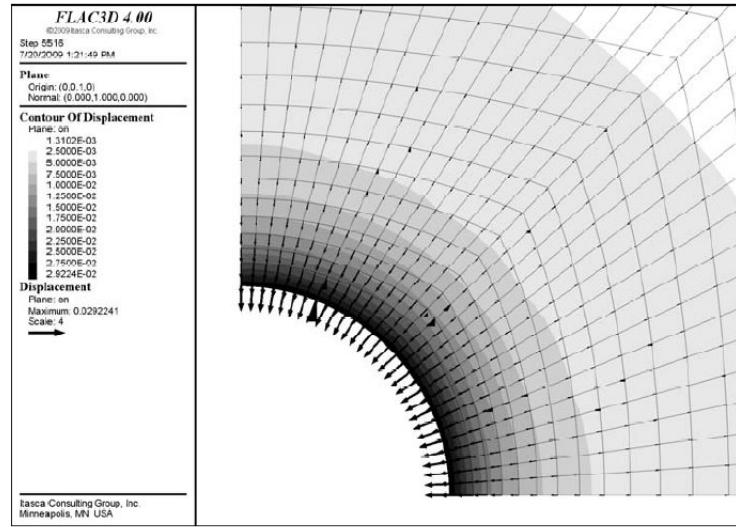 FLAC3D 4.00
©2009 Itasca Consulting Group, Inc.
Step 5516
7/20/2009 1:21:49 PM
Plane
Origin: (0,0.1,0)
Normal: (0.000,1.000,0.000)
Contour Of Displacement
Plane: on
1.3102E-03
2.5000E-03
5.0000E-03
7.5000E-03
1.0000E-02
1.2500E-02
1.5000E-02
1.7500E-02
2.0000E-02
2.2500E-02
2.5000E-02
2.7500E-02
2.9224E-02
Displacement
Plane: on
Maximum: 0.0292241
Scale: 4
Itasca Consulting Group, Inc.
Minneapolis, MN USA